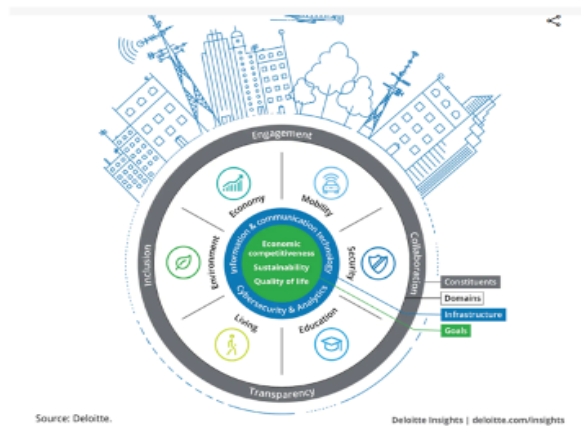 Engagement
Economy
Mobility
Inclusion
Environment
Information & communication technology
Economic
competitiveness
Sustainability
Quality of life
Cybersecurity & Analytics
Security
Collaboration
Living
Education
Transparency
Constituents
Domains
Infrastructure
Goals
Source: Deloitte.
Deloitte Insights | deloitte.com/insights